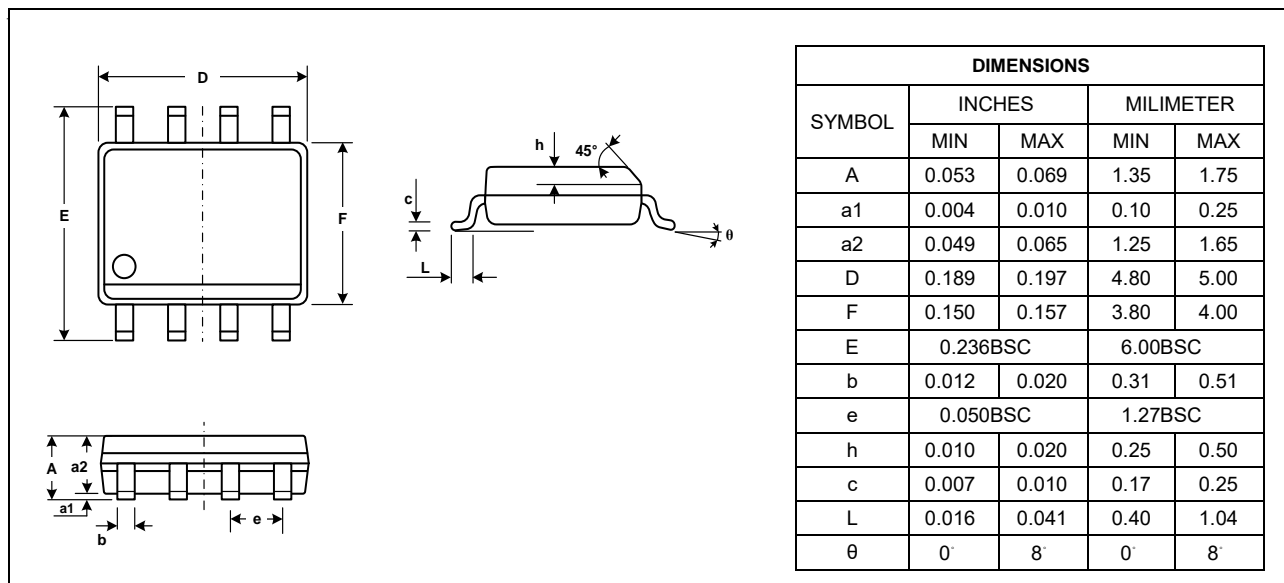 D
E
F
h
45°
c
L
θ
A
a2
a1
b
e
DIMENSIONS
SYMBOL INCHES MILIMETER
MIN MAX MIN MAX
A 0.053 0.069 1.35 1.75
a1 0.004 0.010 0.10 0.25
a2 0.049 0.065 1.25 1.65
D 0.189 0.197 4.80 5.00
F 0.150 0.157 3.80 4.00
E 0.236BSC 6.00BSC
b 0.012 0.020 0.31 0.51
e 0.050BSC 1.27BSC
h 0.010 0.020 0.25 0.50
c 0.007 0.010 0.17 0.25
L 0.016 0.041 0.40 1.04
θ 0° 8° 0° 8°